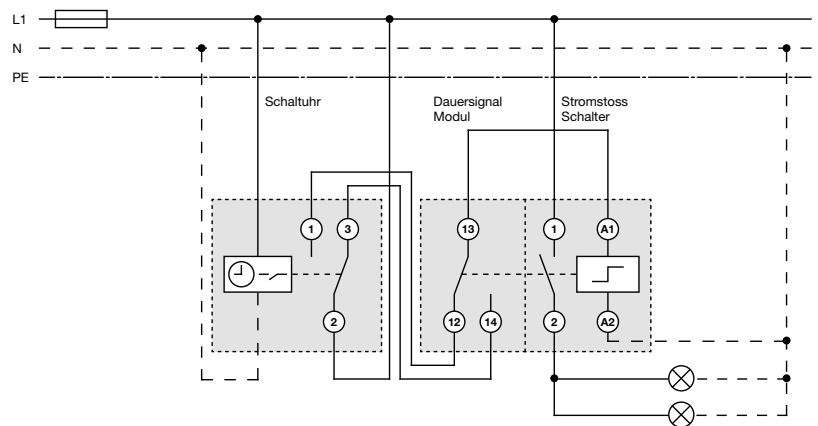 L1
N
PE
Schaltuhr
Dauersignal
Modul
Stromstoss
Schalter
1 3
13 1 A1
2
12 14 2 A2